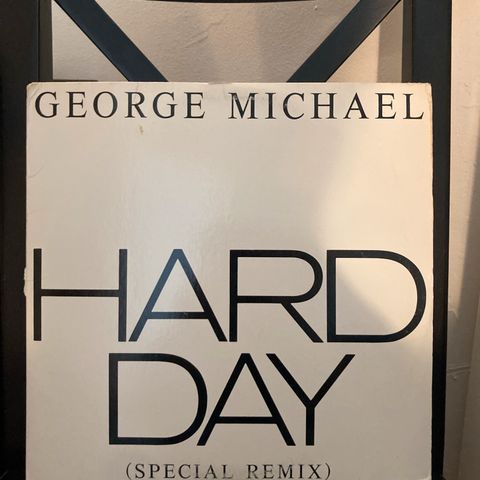 GEORGE MICHAEL
HARD
DAY
(SPECIAL REMIX)